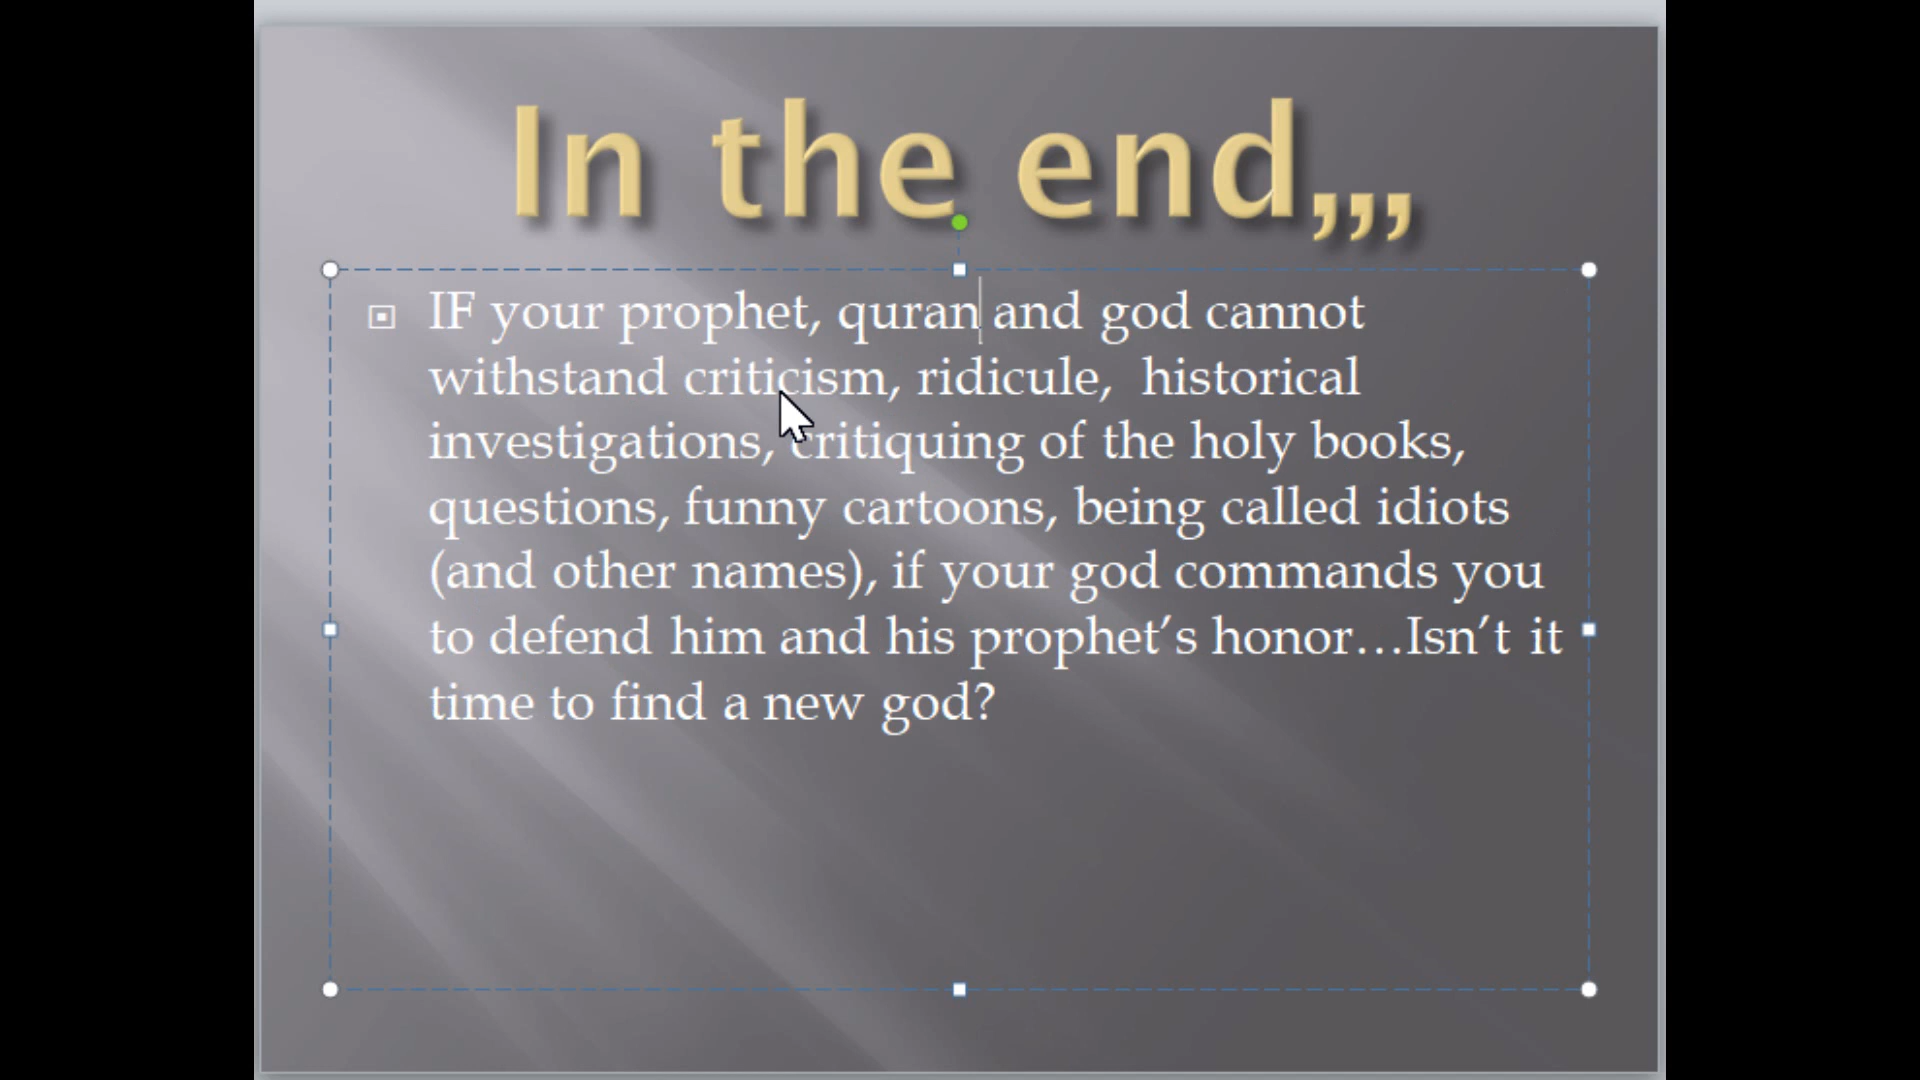 In the end,,,
IF your prophet, quran and god cannot
withstand criticism, ridicule,  historical
investigations, critiquing of the holy books,
questions, funny cartoons, being called idiots
(and other names), if your god commands you
to defend him and his prophet’s honor…Isn’t it
time to find a new god?